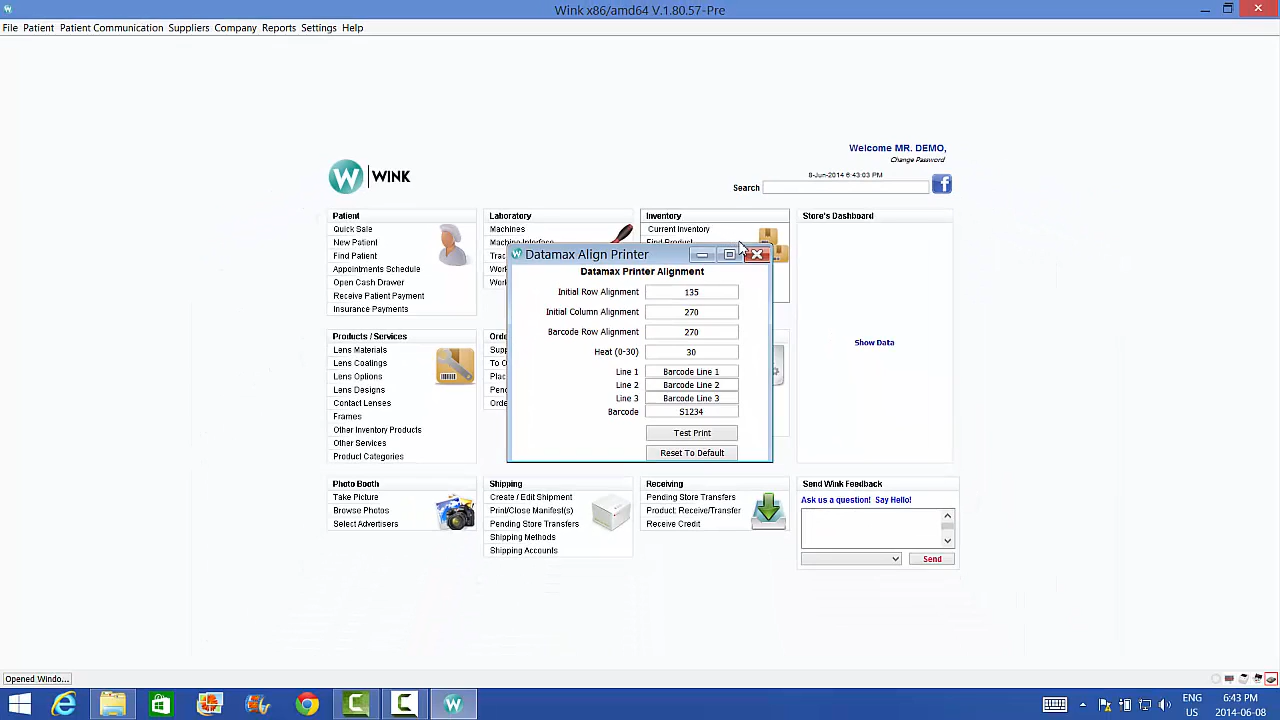 Wink x86/amd64 V.1.80.57-Pre
File Patient Patient Communication Suppliers Company Reports Settings Help
Welcome MR. DEMO,
Change Password
W WINK
8-Jun-2014 6:43:03 PM
Search
Patient
Quick Sale
New Patient
Find Patient
Appointments Schedule
Open Cash Drawer
Receive Patient Payment
Insurance Payments
Laboratory
Machines
Machine Interface
Inventory
Current Inventory
Find Product
Store's Dashboard
Show Data
Datamax Align Printer
Datamax Printer Alignment
Initial Row Alignment 135
Initial Column Alignment 270
Barcode Row Alignment 270
Heat (0-30) 30
Line 1 Barcode Line 1
Line 2 Barcode Line 2
Line 3 Barcode Line 3
Barcode S1234
Test Print
Reset To Default
Products / Services
Lens Materials
Lens Coatings
Lens Options
Lens Designs
Contact Lenses
Frames
Other Inventory Products
Other Services
Product Categories
Photo Booth
Take Picture
Browse Photos
Select Advertisers
Shipping
Create / Edit Shipment
Print/Close Manifest(s)
Pending Store Transfers
Shipping Methods
Shipping Accounts
Receiving
Pending Store Transfers
Product: Receive/Transfer
Receive Credit
Send Wink Feedback
Ask us a question! Say Hello!
Send
Opened Windo...
ENG
US
6:43 PM
2014-06-08